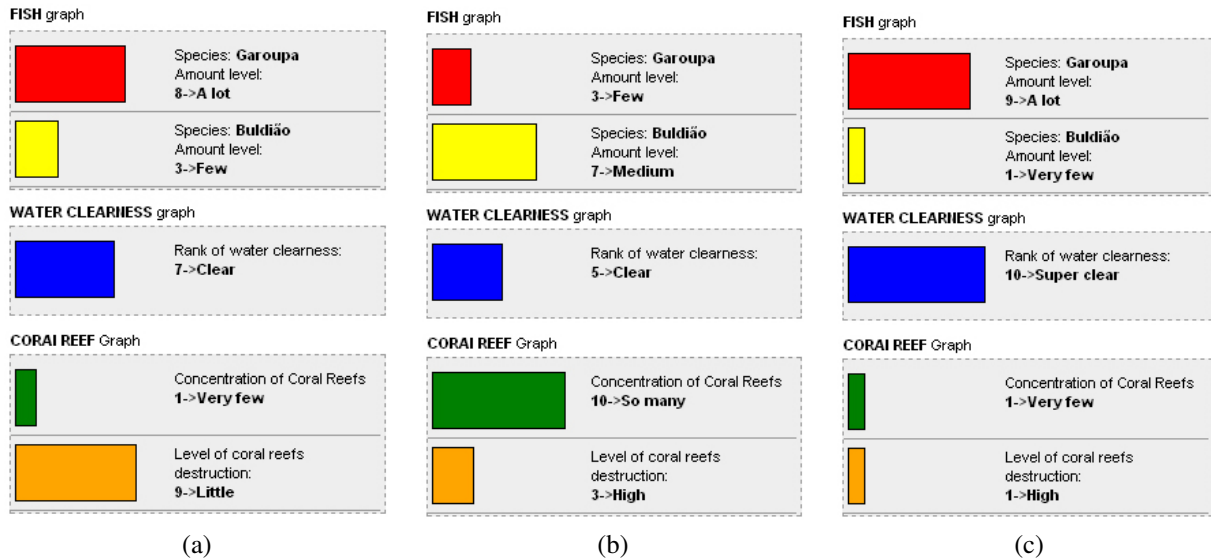 FISH graph
Species: Garoupa
Amount level:
8->A lot
Species: Buldião
Amount level:
3->Few
WATER CLEARNESS graph
Rank of water clearness:
7->Clear
CORAI REEF Graph
Concentration of Coral Reefs
1->Very few
Level of coral reefs
destruction:
9->Little
(a)
FISH graph
Species: Garoupa
Amount level:
3->Few
Species: Buldião
Amount level:
7->Medium
WATER CLEARNESS graph
Rank of water clearness:
5->Clear
CORAI REEF Graph
Concentration of Coral Reefs
10->So many
Level of coral reefs
destruction:
3->High
(b)
FISH graph
Species: Garoupa
Amount level:
9->A lot
Species: Buldião
Amount level:
1->Very few
WATER CLEARNESS graph
Rank of water clearness:
10->Super clear
CORAI REEF Graph
Concentration of Coral Reefs
1->Very few
Level of coral reefs
destruction:
1->High
(c)